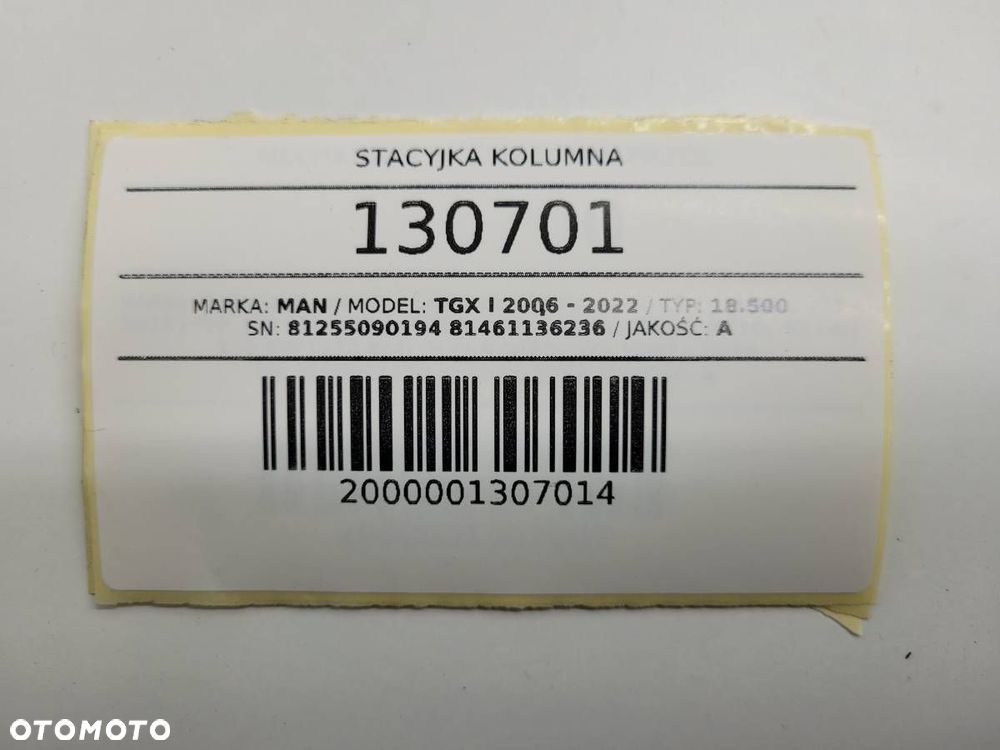 STACYJKA KOLUMNA
130701
MARKA: MAN / MODEL: TGX I 2006 - 2022 / TYP: 18.500
SN: 81255090194 81461136236 / JAKOŚĆ: A
2000001307014
OTOMOTO